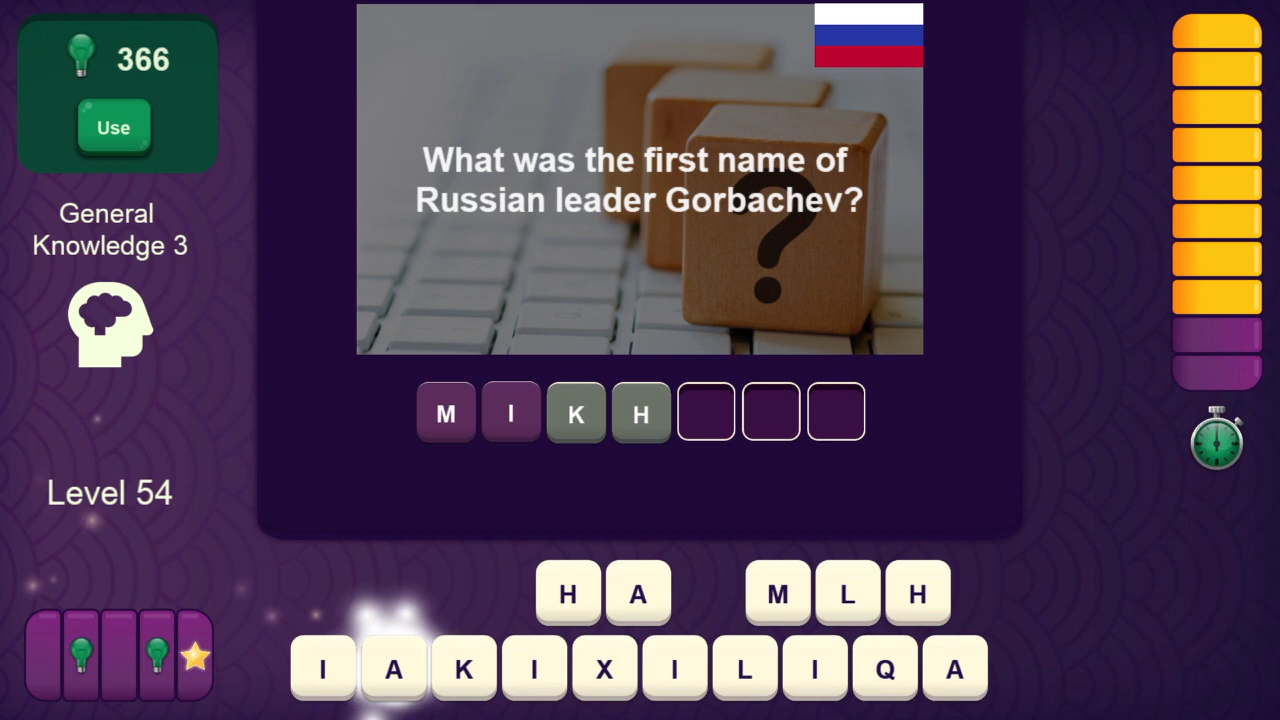 366
Use
General
Knowledge 3
Level 54
What was the first name of
Russian leader Gorbachev?
?
M I K H
H A M L H
I A K I X I L I Q A